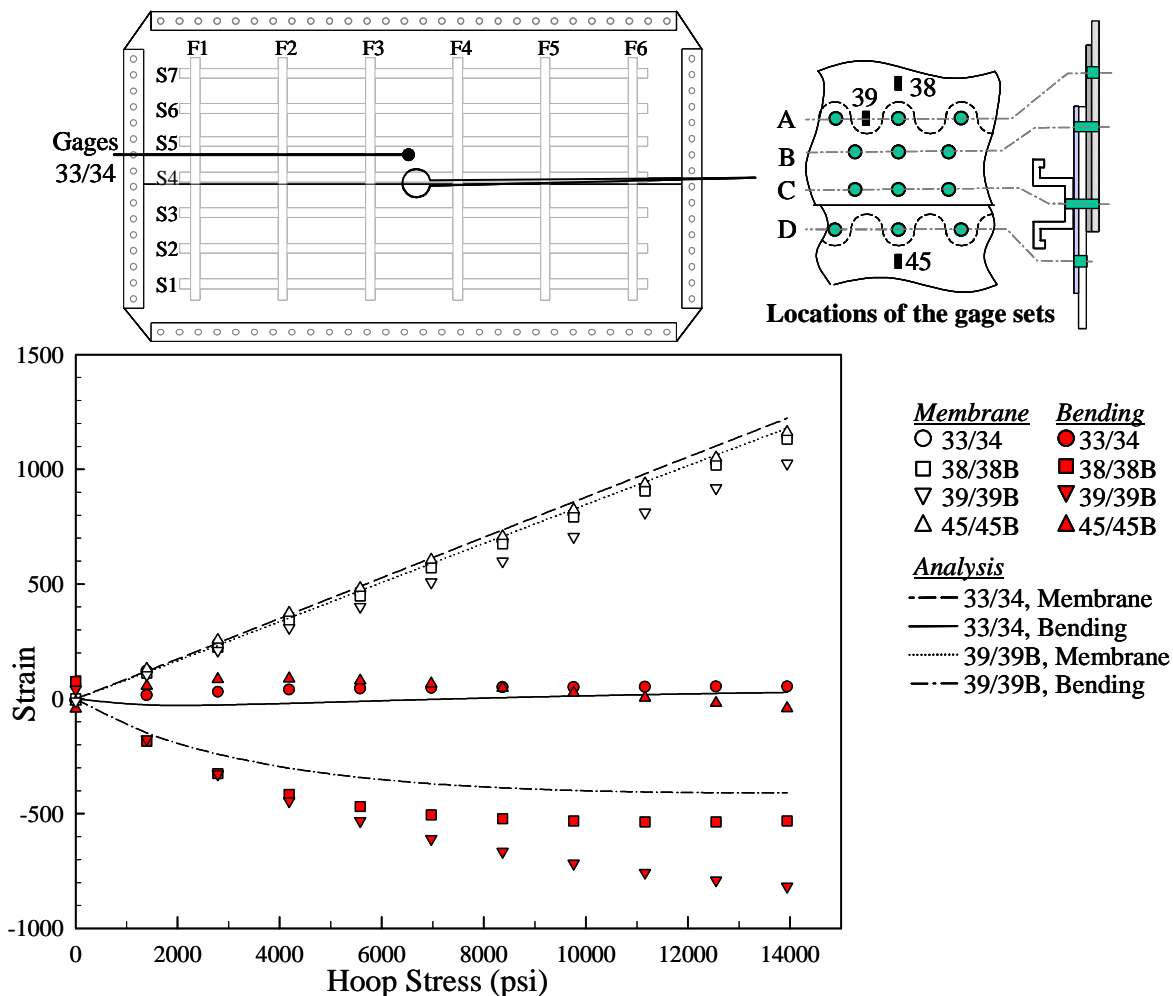 F1 F2 F3 F4 F5 F6
S7
S6
S5
S4
S3
S2
S1
Gages
33/34
38
39
A
B
C
D
45
Locations of the gage sets
1500
1000
500
0
-500
-1000
Strain
0 2000 4000 6000 8000 10000 12000 14000
Hoop Stress (psi)
Membrane Bending
33/34 33/34
38/38B 38/38B
39/39B 39/39B
45/45B 45/45B
Analysis
33/34, Membrane
33/34, Bending
39/39B, Membrane
39/39B, Bending